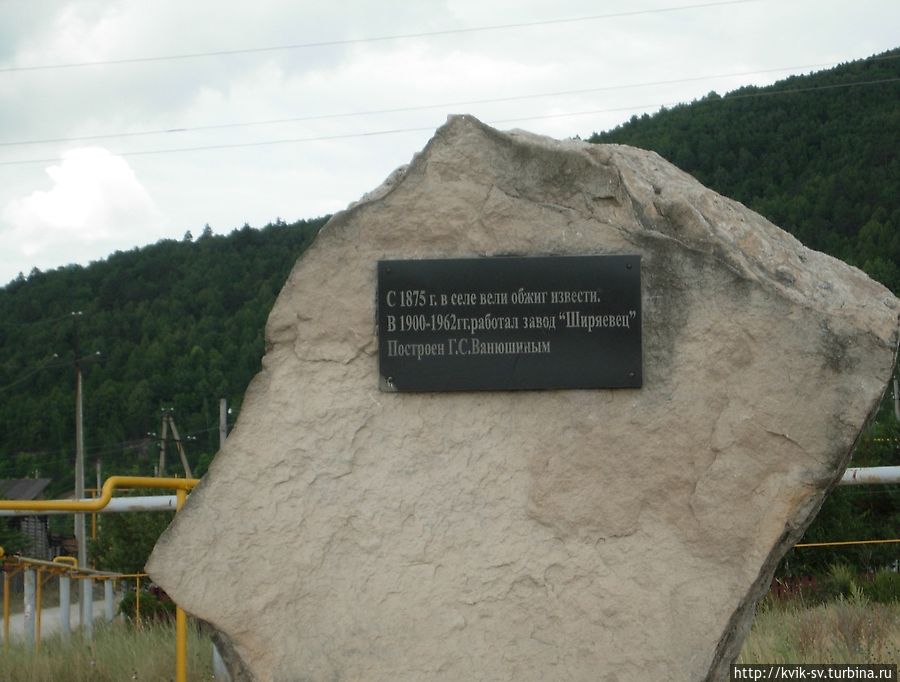 С 1875 г. в селе вели обжиг извести.
В 1900-1962гг.работал завод "Ширяевец"
Построен Г.С.Ванюшиным
http://kvik-sv.turbina.ru